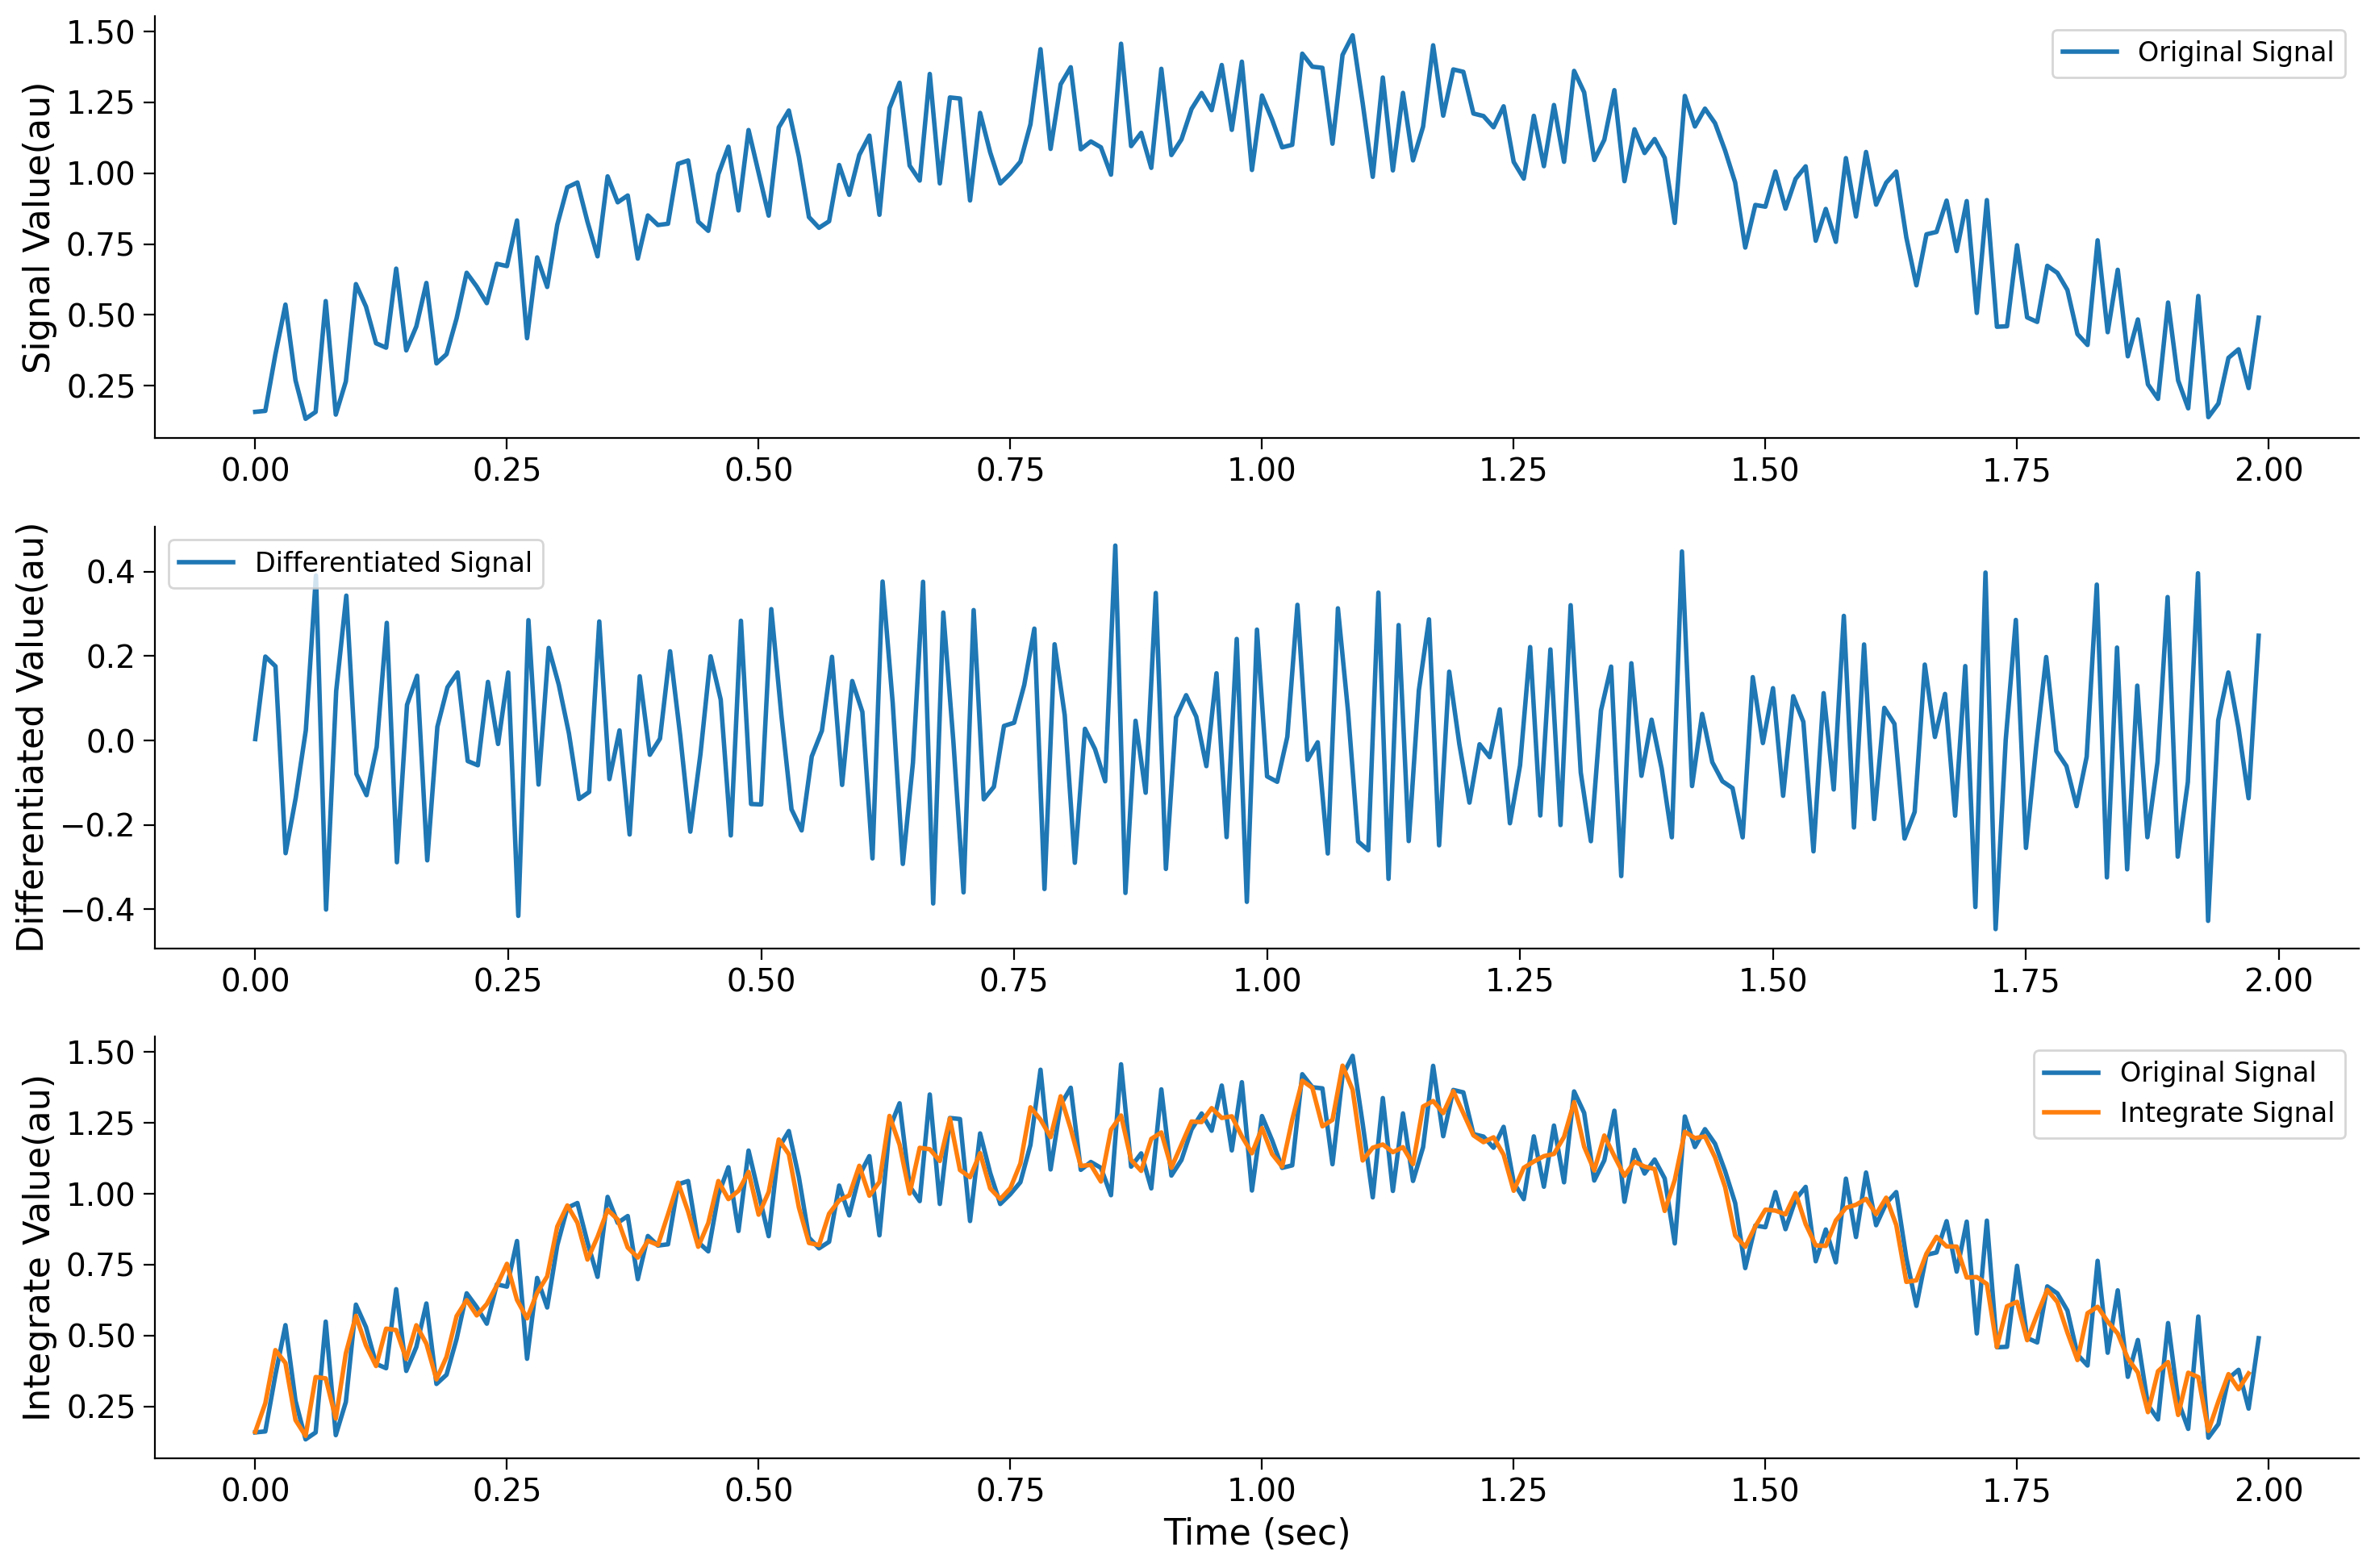 Signal Value(au)
1.50
1.25
1.00
0.75
0.50
0.25
Original Signal
0.00 0.25 0.50 0.75 1.00 1.25 1.50 1.75 2.00
Differentiated Value(au)
0.4
0.2
0.0
−0.2
−0.4
Differentiated Signal
0.00 0.25 0.50 0.75 1.00 1.25 1.50 1.75 2.00
Integrate Value(au)
1.50
1.25
1.00
0.75
0.50
0.25
Original Signal
Integrate Signal
0.00 0.25 0.50 0.75 1.00 1.25 1.50 1.75 2.00
Time (sec)